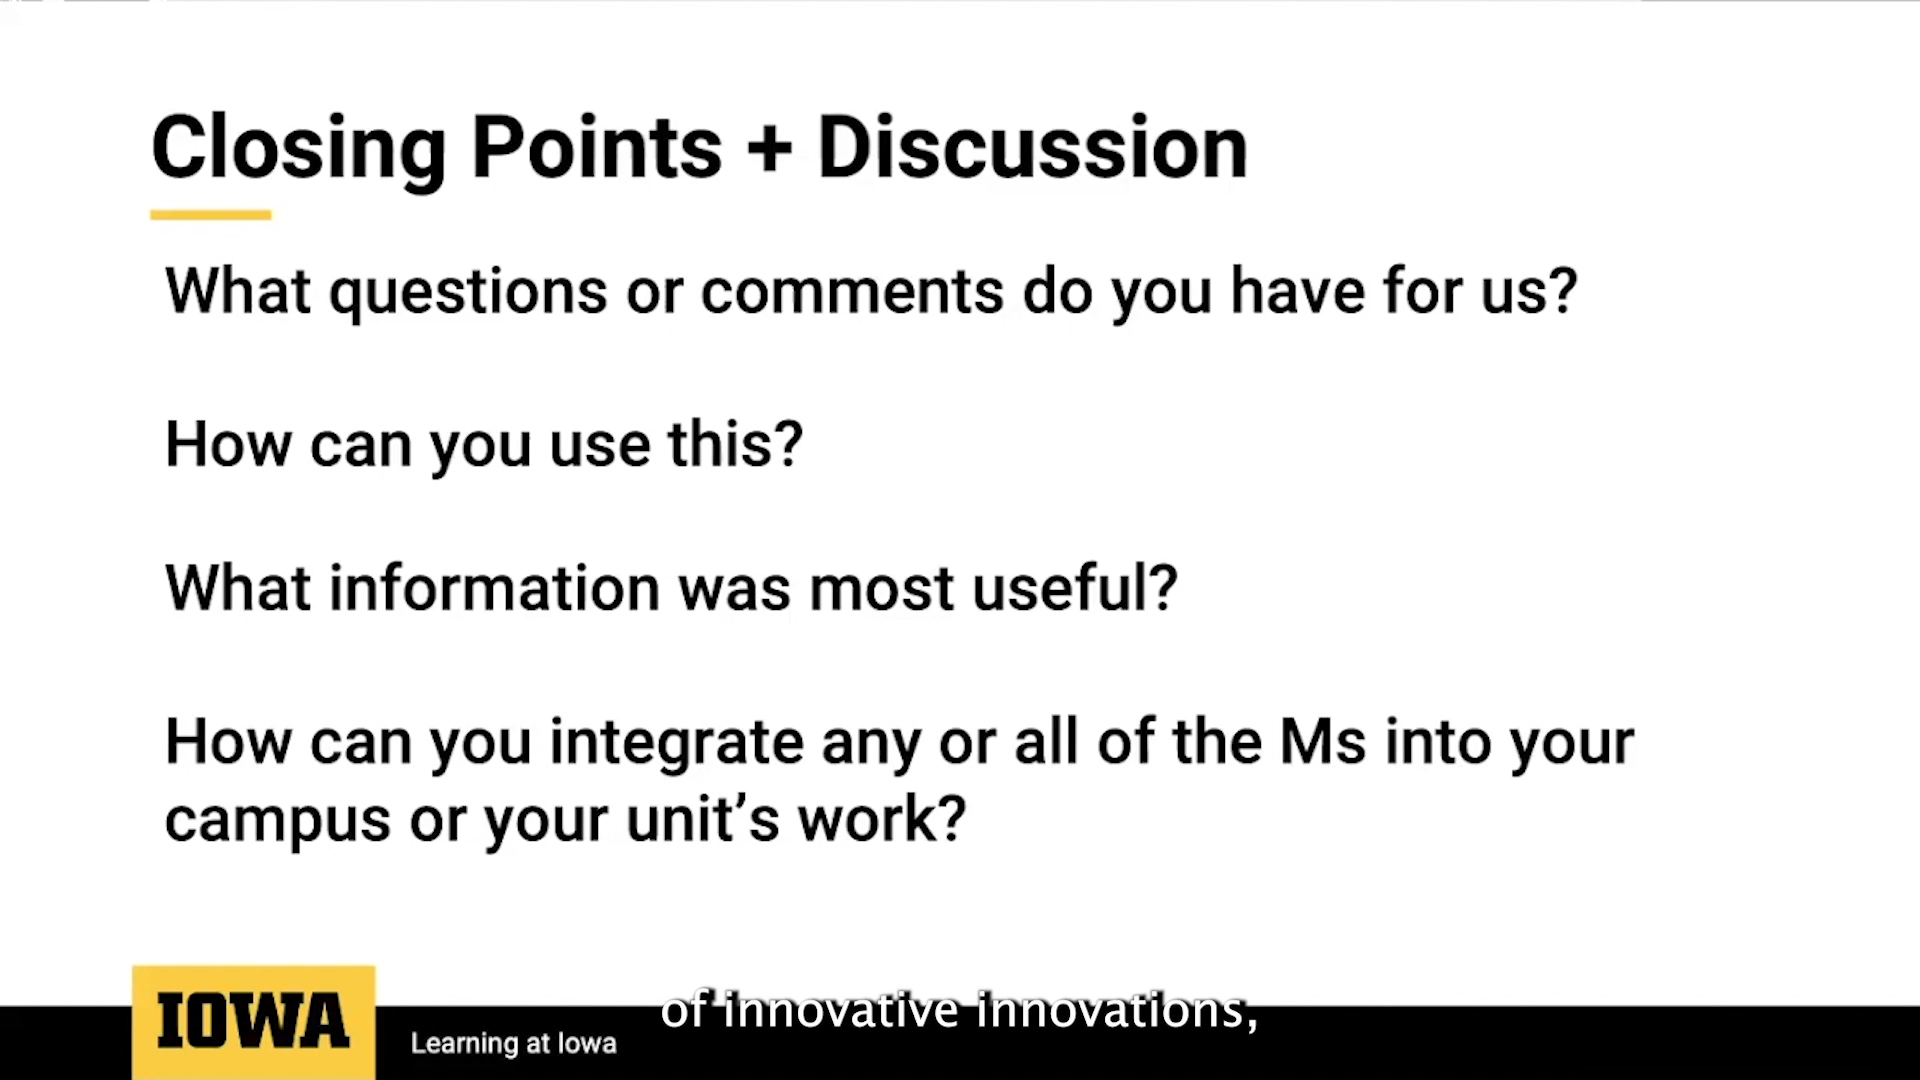 Closing Points + Discussion
What questions or comments do you have for us?
How can you use this?
What information was most useful?
How can you integrate any or all of the Ms into your
campus or your unit’s work?
of innovative innovations,
IOWA
Learning at Iowa